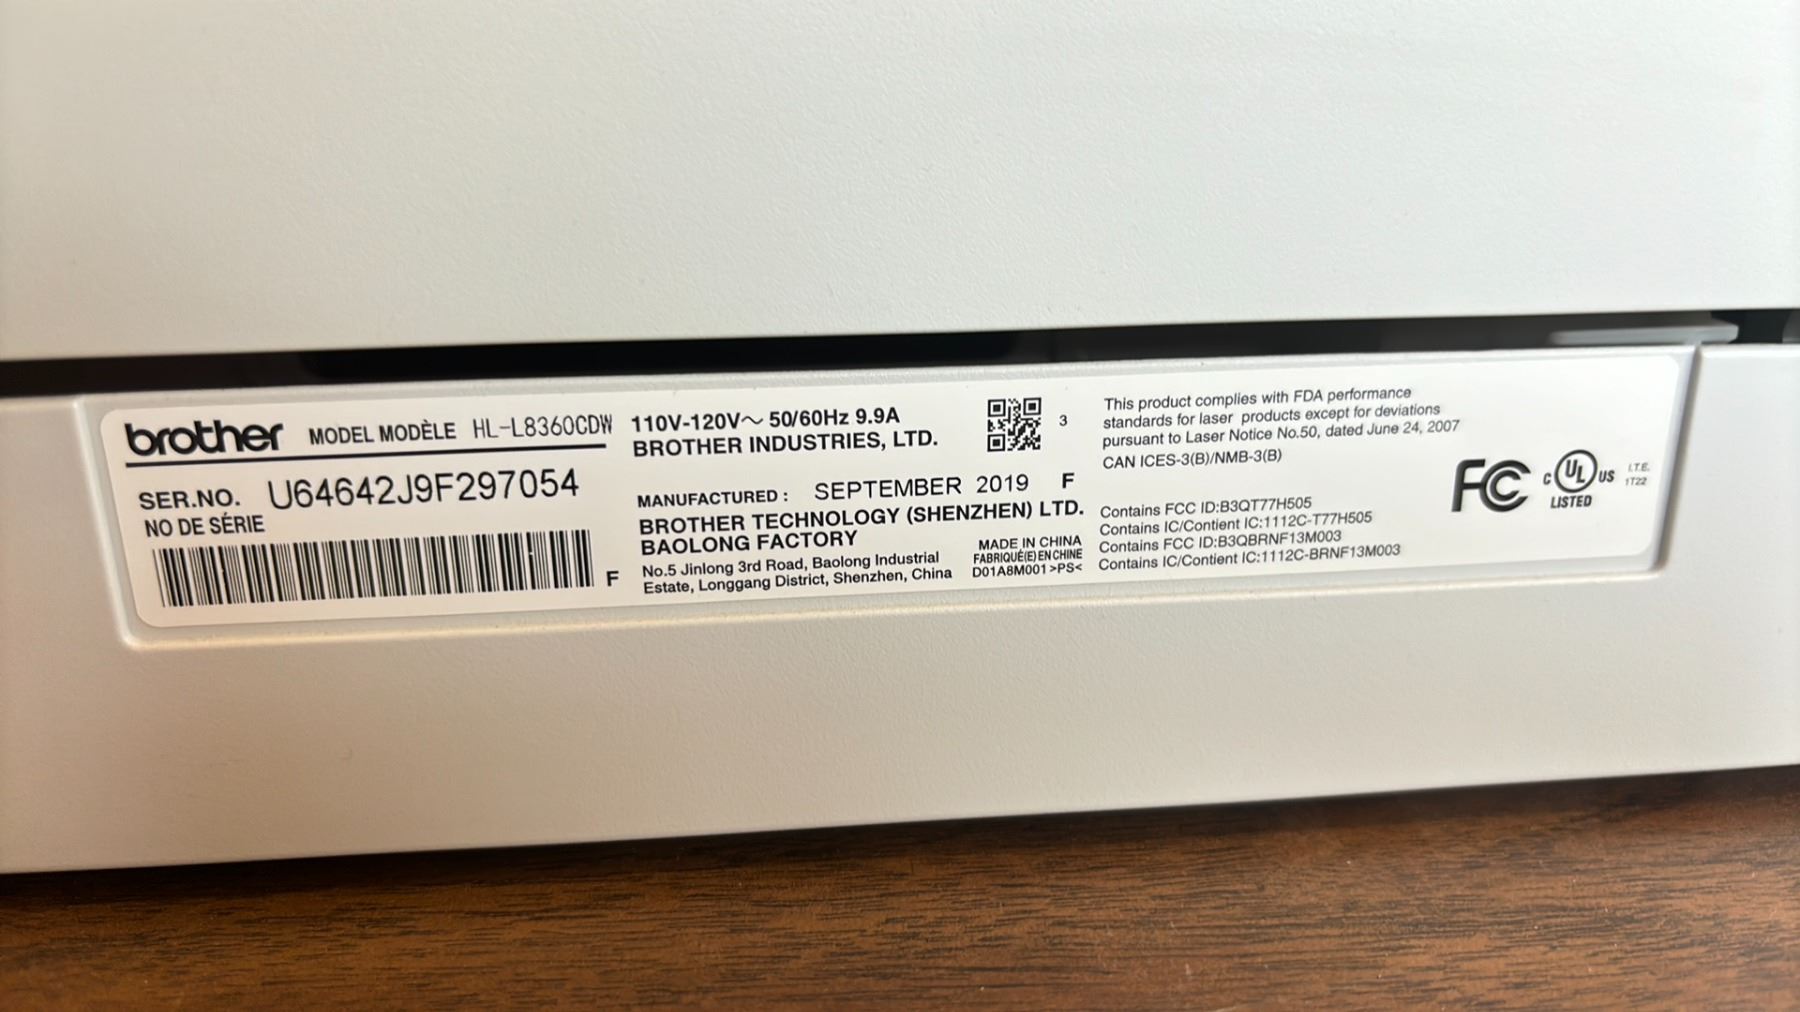 brother MODEL MODÈLE HL-L8360CDW
SER.NO. U64642J9F297054
NO DE SÉRIE
F
110V-120V～ 50/60Hz 9.9A
BROTHER INDUSTRIES, LTD.
3
MANUFACTURED : SEPTEMBER 2019 F
BROTHER TECHNOLOGY (SHENZHEN) LTD.
BAOLONG FACTORY
No.5 Jinlong 3rd Road, Baolong Industrial
Estate, Longgang District, Shenzhen, China
MADE IN CHINA
FABRIQUÉ(E) EN CHINE
D01A8M001 >PS<
This product complies with FDA performance
standards for laser products except for deviations
pursuant to Laser Notice No.50, dated June 24, 2007
CAN ICES-3(B)/NMB-3(B)
Contains FCC ID:B3QT77H505
Contains IC/Contient IC:1112C-T77H505
Contains FCC ID:B3QBRNF13M003
Contains IC/Contient IC:1112C-BRNF13M003
FC
C UL US
LISTED
I.T.E.
1T22